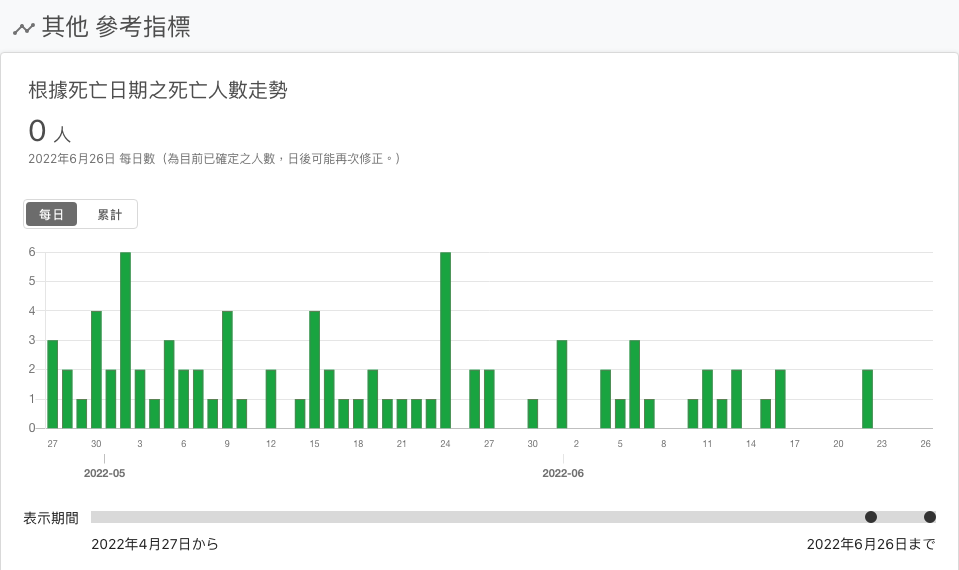 其他 參考指標
根據死亡日期之死亡人數走勢
0 人
2022年6月26日 每日數（為目前已確定之人數，日後可能再次修正。）
每日 累計
6
5
4
3
2
1
0
27 30 3 6 9 12 15 18 21 24 27 30 2 5 8 11 14 17 20 23 26
2022-05 2022-06
表示期間
2022年4月27日から 2022年6月26日まで